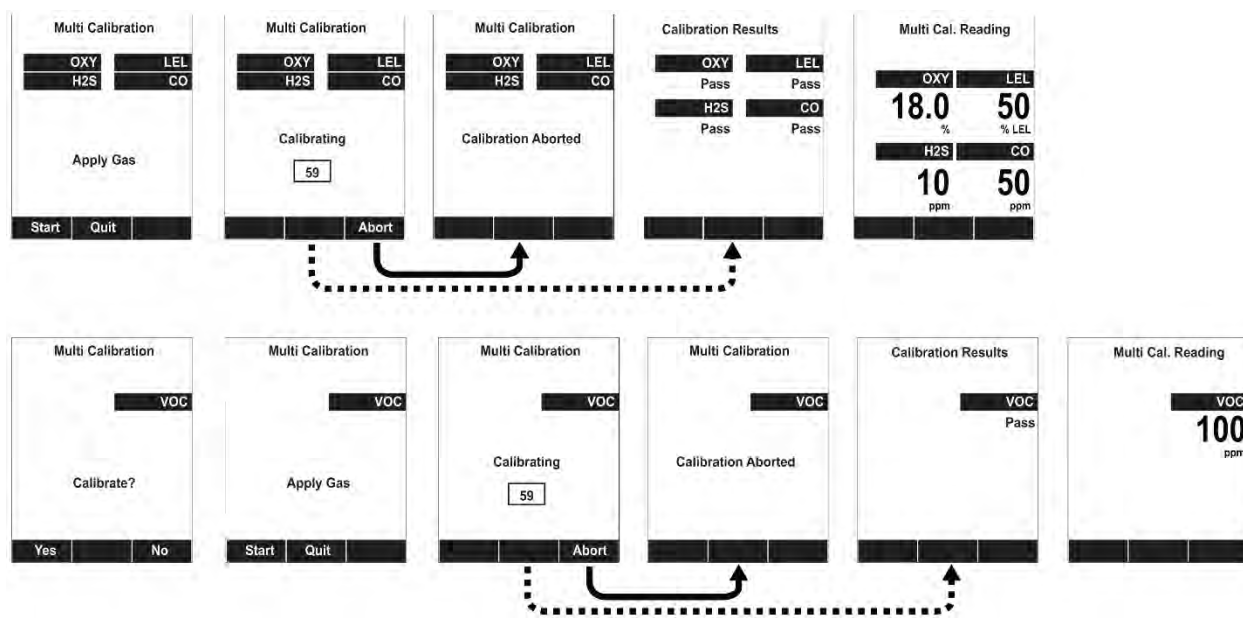 Multi Calibration
OXY LEL
H2S CO
Apply Gas
Start Quit
Multi Calibration
OXY LEL
H2S CO
Calibrating
59
Abort
Multi Calibration
OXY LEL
H2S CO
Calibration Aborted
Calibration Results
OXY LEL
Pass Pass
H2S CO
Pass Pass
Multi Cal. Reading
OXY LEL
18.0 50
% % LEL
H2S CO
10 50
ppm ppm
Multi Calibration
VOC
Calibrate?
Yes No
Multi Calibration
VOC
Apply Gas
Start Quit
Multi Calibration
VOC
Calibrating
59
Abort
Multi Calibration
VOC
Calibration Aborted
Calibration Results
VOC
Pass
Multi Cal. Reading
VOC
100
ppm